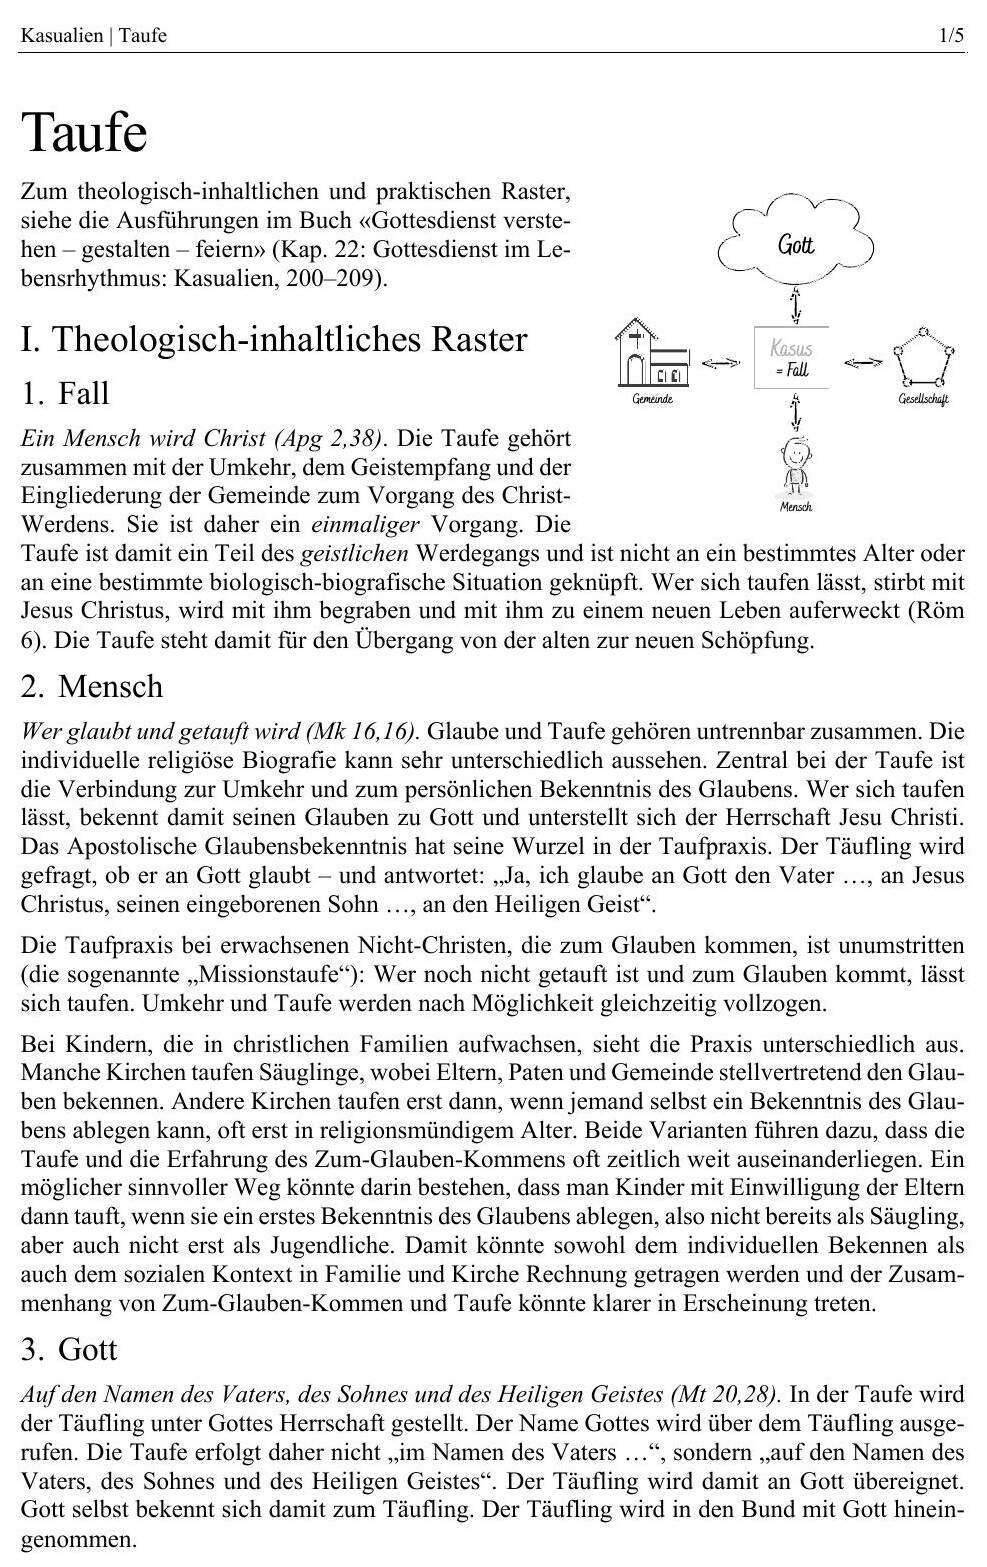 Kasualien | Taufe 1/5
Taufe
Zum theologisch-inhaltlichen und praktischen Raster,
siehe die Ausführungen im Buch «Gottesdienst verste-
hen – gestalten – feiern» (Kap. 22: Gottesdienst im Le-
bensrhythmus: Kasualien, 200–209).
I. Theologisch-inhaltliches Raster
1. Fall
Ein Mensch wird Christ (Apg 2,38). Die Taufe gehört
zusammen mit der Umkehr, dem Geistempfang und der
Eingliederung der Gemeinde zum Vorgang des Christ-
Werdens. Sie ist daher ein einmaliger Vorgang. Die
Gott
Kasus
= Fall
Gemeinde
Gesellschaft
Mensch
Taufe ist damit ein Teil des geistlichen Werdegangs und ist nicht an ein bestimmtes Alter oder
an eine bestimmte biologisch-biografische Situation geknüpft. Wer sich taufen lässt, stirbt mit
Jesus Christus, wird mit ihm begraben und mit ihm zu einem neuen Leben auferweckt (Röm
6). Die Taufe steht damit für den Übergang von der alten zur neuen Schöpfung.
2. Mensch
Wer glaubt und getauft wird (Mk 16,16). Glaube und Taufe gehören untrennbar zusammen. Die
individuelle religiöse Biografie kann sehr unterschiedlich aussehen. Zentral bei der Taufe ist
die Verbindung zur Umkehr und zum persönlichen Bekenntnis des Glaubens. Wer sich taufen
lässt, bekennt damit seinen Glauben zu Gott und unterstellt sich der Herrschaft Jesu Christi.
Das Apostolische Glaubensbekenntnis hat seine Wurzel in der Taufpraxis. Der Täufling wird
gefragt, ob er an Gott glaubt – und antwortet: „Ja, ich glaube an Gott den Vater …, an Jesus
Christus, seinen eingeborenen Sohn …, an den Heiligen Geist“.
Die Taufpraxis bei erwachsenen Nicht-Christen, die zum Glauben kommen, ist unumstritten
(die sogenannte „Missionstaufe“): Wer noch nicht getauft ist und zum Glauben kommt, lässt
sich taufen. Umkehr und Taufe werden nach Möglichkeit gleichzeitig vollzogen.
Bei Kindern, die in christlichen Familien aufwachsen, sieht die Praxis unterschiedlich aus.
Manche Kirchen taufen Säuglinge, wobei Eltern, Paten und Gemeinde stellvertretend den Glau-
ben bekennen. Andere Kirchen taufen erst dann, wenn jemand selbst ein Bekenntnis des Glau-
bens ablegen kann, oft erst in religionsmündigem Alter. Beide Varianten führen dazu, dass die
Taufe und die Erfahrung des Zum-Glauben-Kommens oft zeitlich weit auseinanderliegen. Ein
möglicher sinnvoller Weg könnte darin bestehen, dass man Kinder mit Einwilligung der Eltern
dann tauft, wenn sie ein erstes Bekenntnis des Glaubens ablegen, also nicht bereits als Säugling,
aber auch nicht erst als Jugendliche. Damit könnte sowohl dem individuellen Bekennen als
auch dem sozialen Kontext in Familie und Kirche Rechnung getragen werden und der Zusam-
menhang von Zum-Glauben-Kommen und Taufe könnte klarer in Erscheinung treten.
3. Gott
Auf den Namen des Vaters, des Sohnes und des Heiligen Geistes (Mt 20,28). In der Taufe wird
der Täufling unter Gottes Herrschaft gestellt. Der Name Gottes wird über dem Täufling ausge-
rufen. Die Taufe erfolgt daher nicht „im Namen des Vaters …“, sondern „auf den Namen des
Vaters, des Sohnes und des Heiligen Geistes“. Der Täufling wird damit an Gott übereignet.
Gott selbst bekennt sich damit zum Täufling. Der Täufling wird in den Bund mit Gott hinein-
genommen.